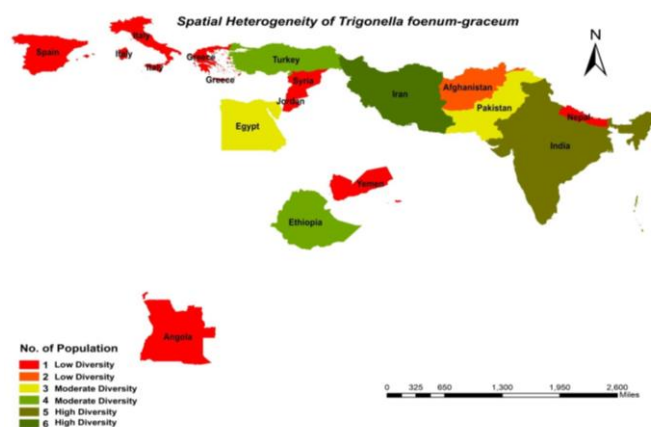 Spatial Heterogeneity of Trigonella foenum-graceum
Spain
Italy
Italy
Italy
Greece
Greece
Turkey
Syria
Jordan
Egypt
Iran
Afghanistan
Pakistan
Nepal
India
Yemen
Ethiopia
Angola
N
No. of Population
1 Low Diversity
2 Low Diversity
3 Moderate Diversity
4 Moderate Diversity
5 High Diversity
6 High Diversity
0 325 650 1,300 1,950 2,600
Miles